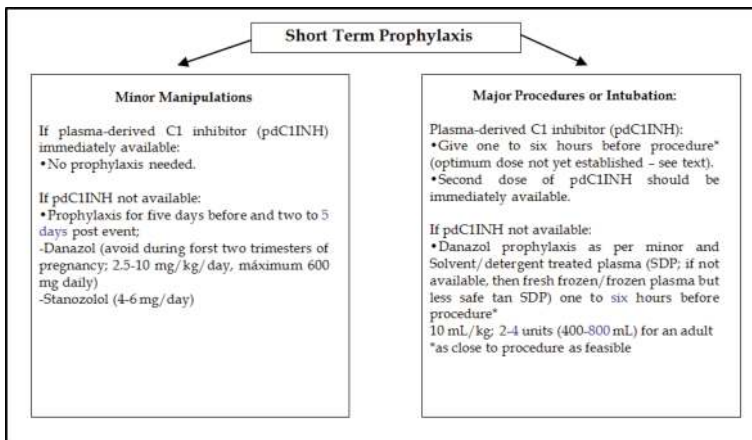 Short Term Prophylaxis
Minor Manipulations
If plasma-derived C1 inhibitor (pdC1INH)
immediately available:
•No prophylaxis needed.
If pdC1INH not available:
•Prophylaxis for five days before and two to 5
days post event;
-Danazol (avoid during forst two trimesters of
pregnancy; 2.5-10 mg/kg/day, máximum 600
mg daily)
-Stanozolol (4-6 mg/day)
Major Procedures or Intubation:
Plasma-derived C1 inhibitor (pdC1INH):
•Give one to six hours before procedure*
(optimum dose not yet established – see text).
•Second dose of pdC1INH should be
immediately available.
If pdC1INH not available:
•Danazol prophylaxis as per minor and
Solvent/detergent treated plasma (SDP; if not
available, then fresh frozen/frozen plasma but
less safe tan SDP) one to six hours before
procedure*
10 mL/kg; 2-4 units (400-800 mL) for an adult
*as close to procedure as feasible